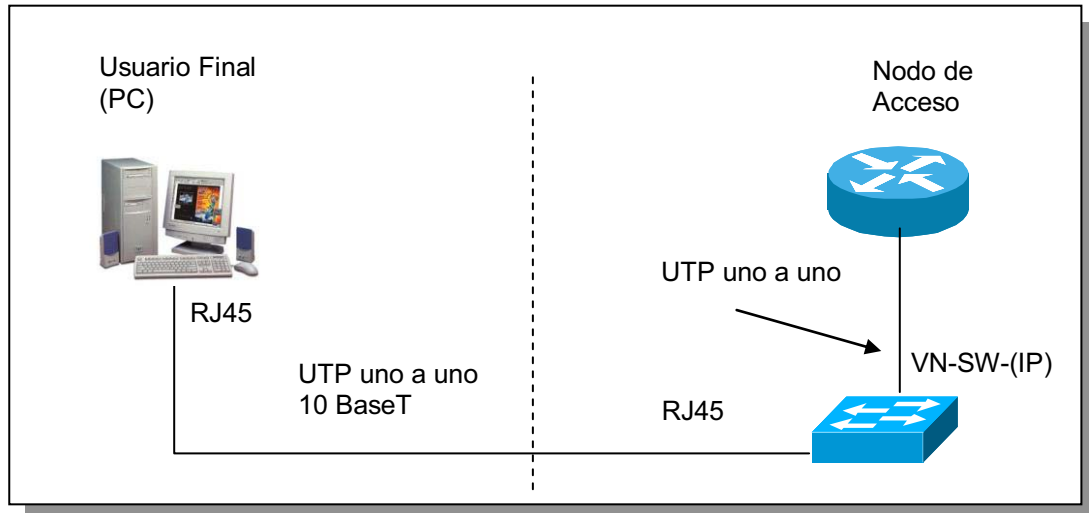 Usuario Final
(PC)
Nodo de
Acceso
RJ45
UTP uno a uno
UTP uno a uno
10 BaseT
RJ45
VN-SW-(IP)